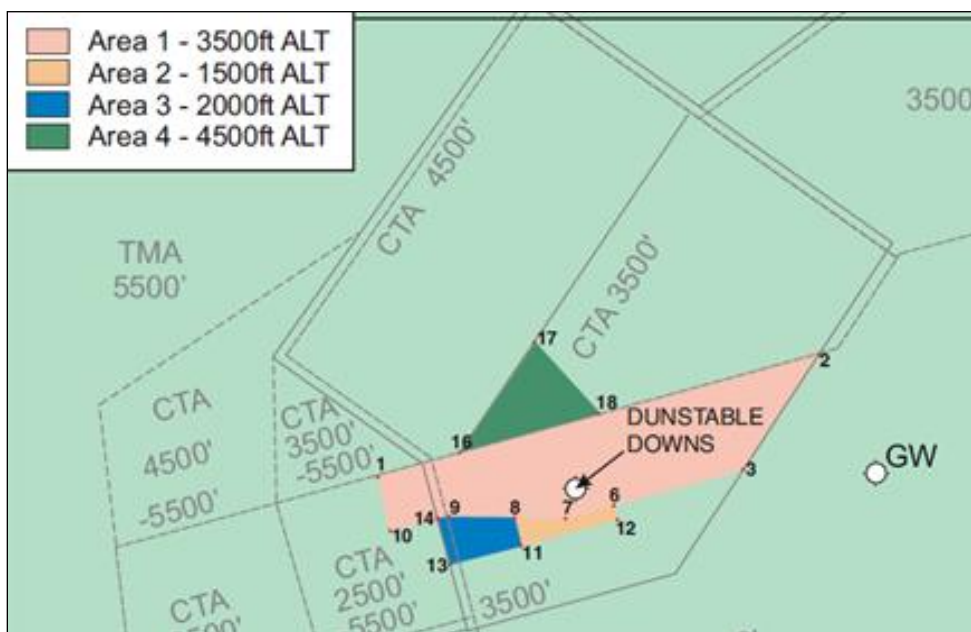 Area 1 - 3500ft ALT
Area 2 - 1500ft ALT
Area 3 - 2000ft ALT
Area 4 - 4500ft ALT
3500'
CTA 4500'
TMA
5500'
CTA 3500'
17
2
18
DUNSTABLE
DOWNS
CTA
4500'
-5500'
CTA
3500'
-5500'
16
1
3
GW
6
7
8
9
14
10
12
11
13
CTA
2500'
5500'
3500'
CTA